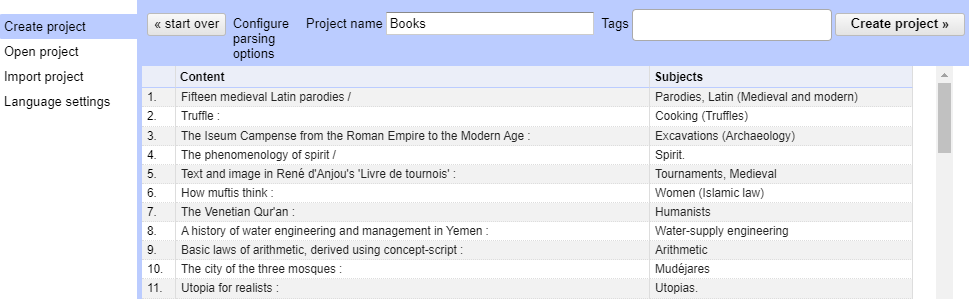 Create project
Open project
Import project
Language settings
« start over
Configure
parsing
options
Project name Books
Tags
Create project »
Content Subjects
1. Fifteen medieval Latin parodies / Parodies, Latin (Medieval and modern)
2. Truffle : Cooking (Truffles)
3. The Iseum Campense from the Roman Empire to the Modern Age : Excavations (Archaeology)
4. The phenomenology of spirit / Spirit.
5. Text and image in René d'Anjou's 'Livre de tournois' : Tournaments, Medieval
6. How muftis think : Women (Islamic law)
7. The Venetian Qur'an : Humanists
8. A history of water engineering and management in Yemen : Water-supply engineering
9. Basic laws of arithmetic, derived using concept-script : Arithmetic
10. The city of the three mosques : Mudéjares
11. Utopia for realists : Utopias.